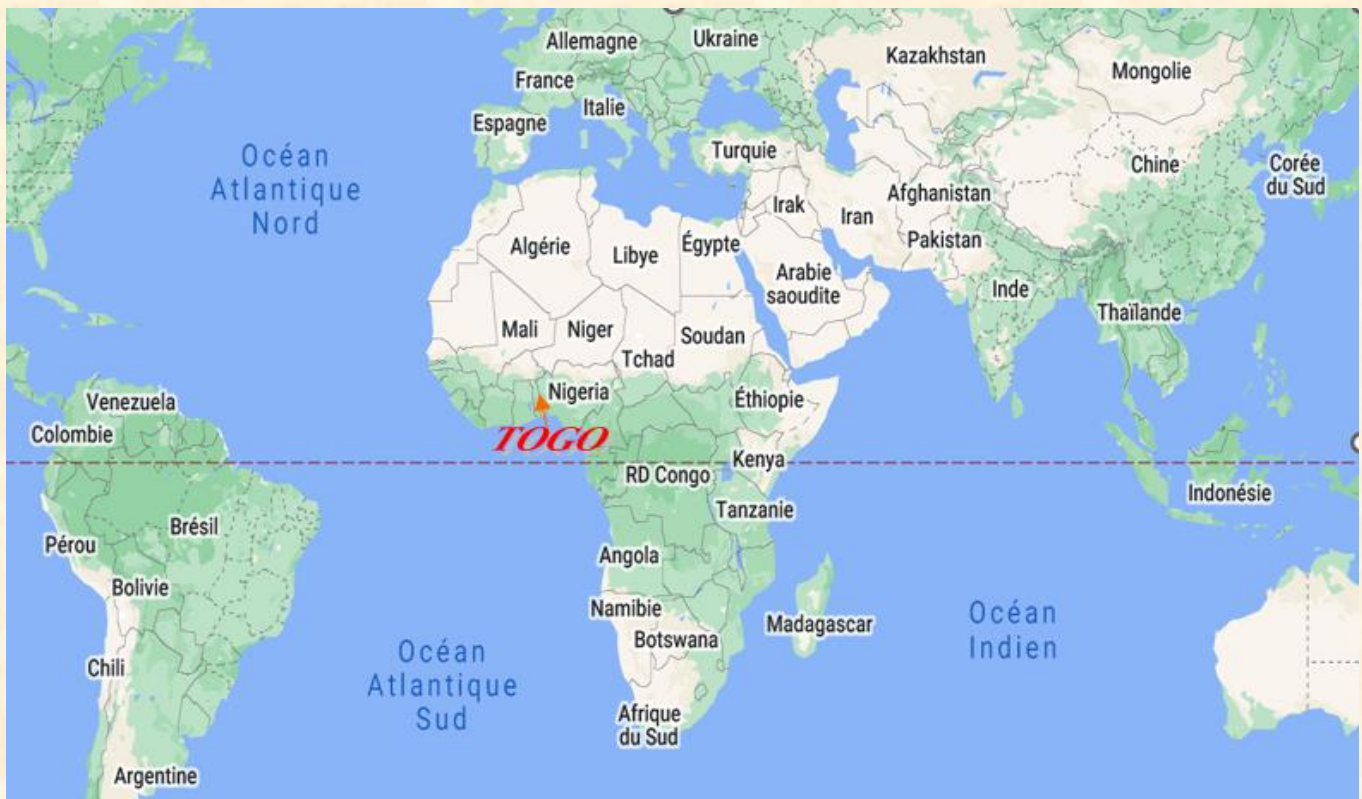 Allemagne
Ukraine
Kazakhstan
Mongolie
France
Italie
Espagne
Turquie
Océan
Atlantique
Nord
Chine
Corée
du Sud
Afghanistan
Irak
Iran
Pakistan
Algérie
Libye
Égypte
Arabie
saoudite
Inde
Thaïlande
Mali
Niger
Tchad
Soudan
Nigeria
Éthiopie
Venezuela
Colombie
TOGO
Kenya
RD Congo
Indonésie
Tanzanie
Brésil
Pérou
Angola
Bolivie
Namibie
Botswana
Madagascar
Océan
Indien
Chili
Océan
Atlantique
Sud
Afrique
du Sud
Argentine